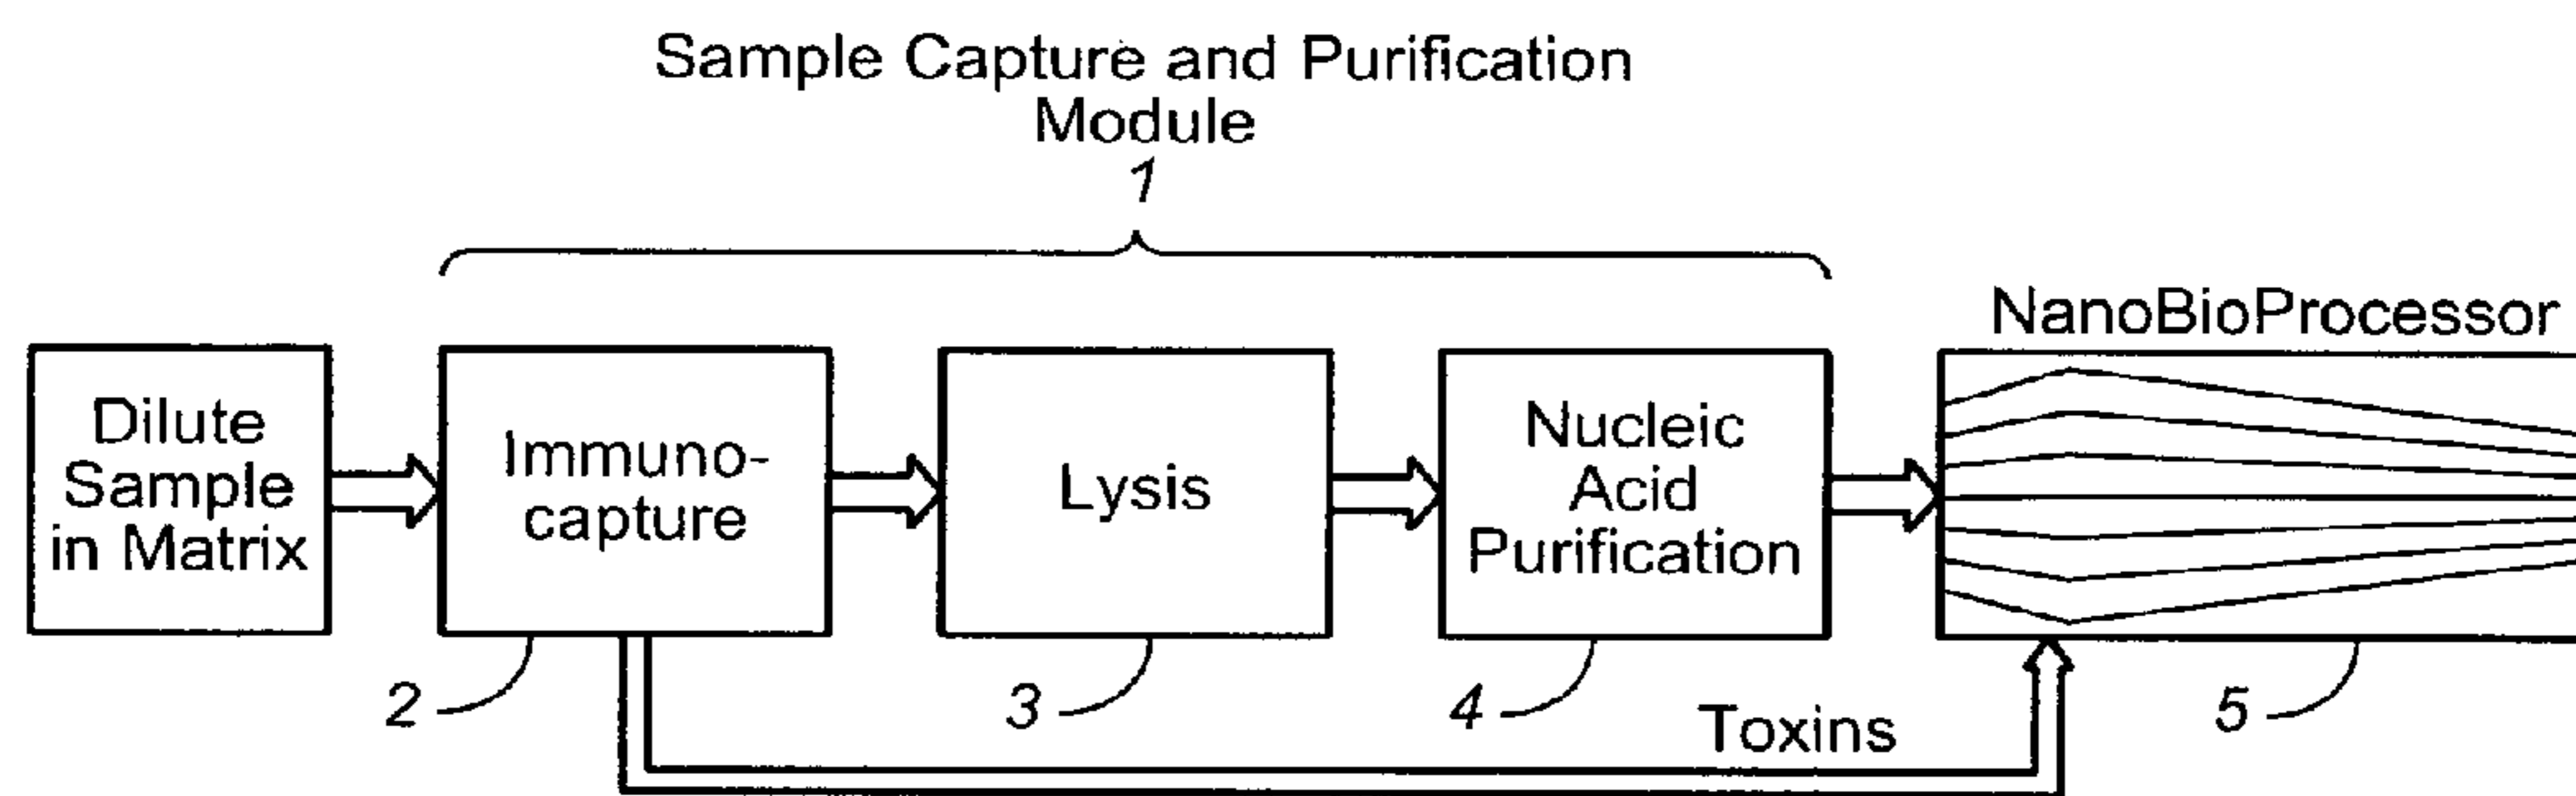 Sample Capture and Purification
Module
1
NanoBioProcessor
Dilute
Sample
in Matrix
Immuno-
capture
Lysis
Nucleic
Acid
Purification
2
3
4
5
Toxins